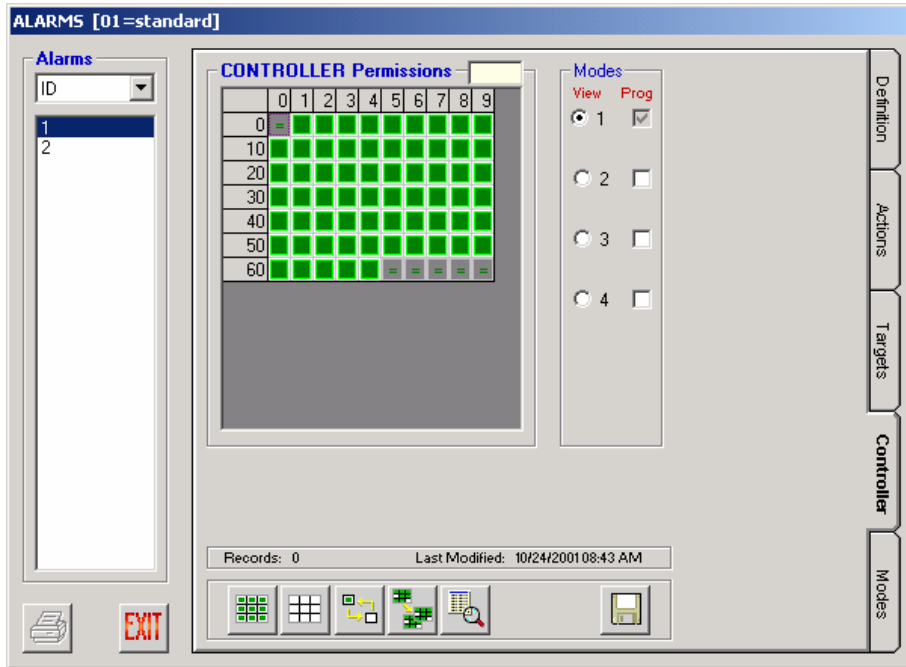 ALARMS [01=standard]
Alarms
ID
1
2
CONTROLLER Permissions
0 1 2 3 4 5 6 7 8 9
0 =
10
20
30
40
50
60 = = = = =
Modes
View Prog
1
2
3
4
Records: 0 Last Modified: 10/24/2001 08:43 AM
EXIT
Definition
Actions
Targets
Controller
Modes